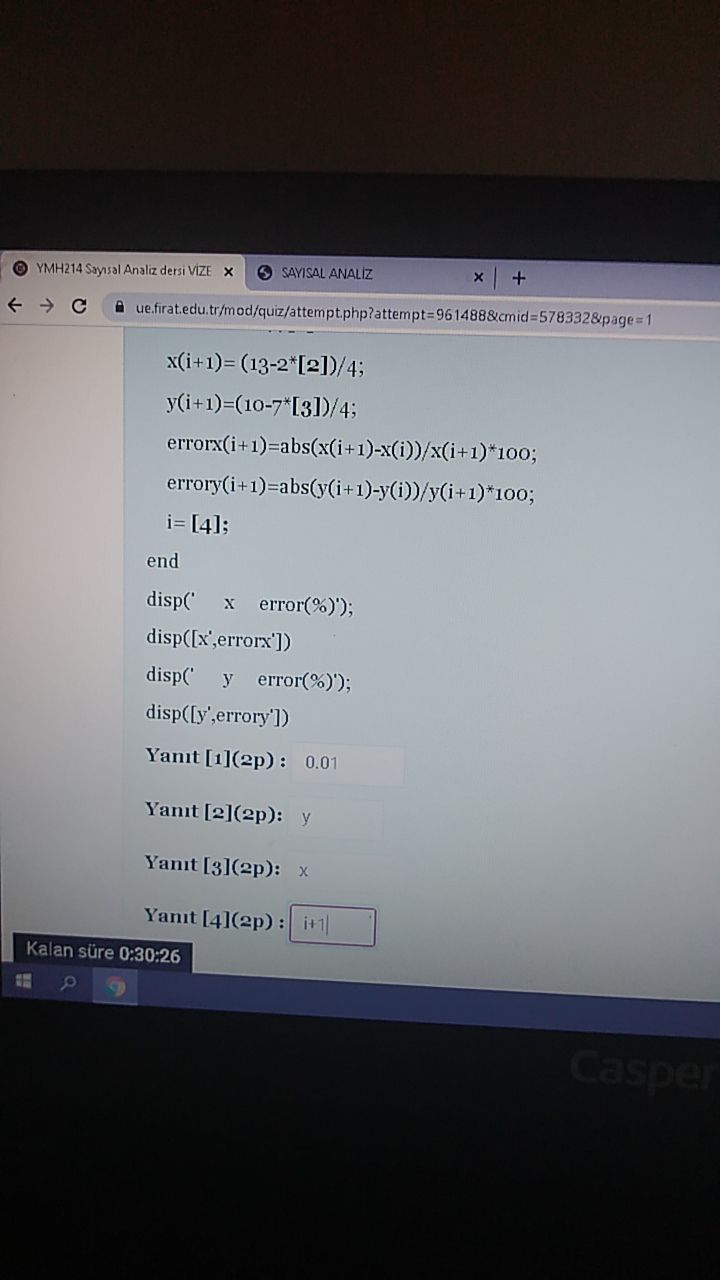 YMH214 Sayısal Analiz dersi VİZE
SAYISAL ANALİZ
ue.firat.edu.tr/mod/quiz/attempt.php?attempt=961488&cmid=578332&page=1
x(i+1)= (13-2*[2])/4;
y(i+1)=(10-7*[3])/4;
errorx(i+1)=abs(x(i+1)-x(i))/x(i+1)*100;
errory(i+1)=abs(y(i+1)-y(i))/y(i+1)*100;
i= [4];
end
disp(' x error(%)');
disp([x',errorx'])
disp(' y error(%)');
disp([y',errory'])
Yanıt [1](2p) : 0.01
Yanıt [2](2p): y
Yanıt [3](2p): x
Yanıt [4](2p) : i+1
Kalan süre 0:30:26
Casper